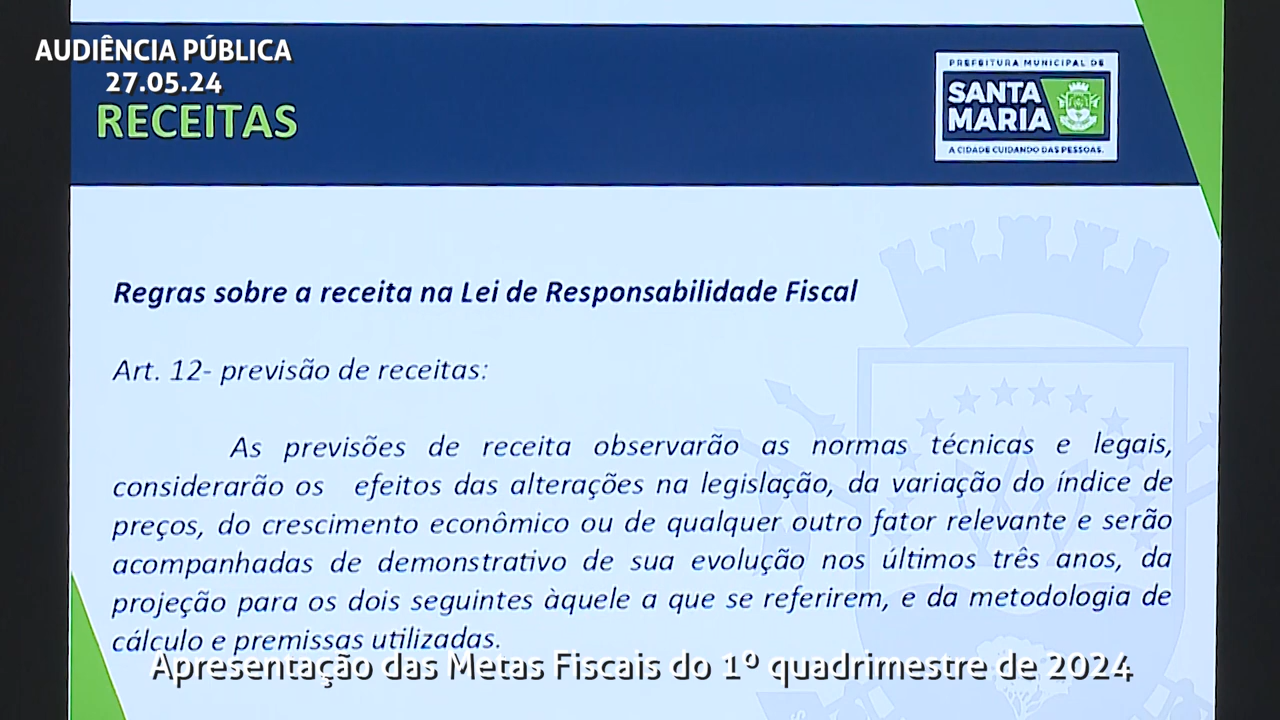 AUDIÊNCIA PÚBLICA
27.05.24
RECEITAS
PREFEITURA MUNICIPAL DE
SANTA
MARIA
A CIDADE CUIDANDO DAS PESSOAS.
Regras sobre a receita na Lei de Responsabilidade Fiscal
Art. 12- previsão de receitas:
As previsões de receita observarão as normas técnicas e legais,
considerarão os efeitos das alterações na legislação, da variação do índice de
preços, do crescimento econômico ou de qualquer outro fator relevante e serão
acompanhadas de demonstrativo de sua evolução nos últimos três anos, da
projeção para os dois seguintes àquele a que se referirem, e da metodologia de
cálculo e premissas utilizadas.
Apresentação das Metas Fiscais do 1º quadrimestre de 2024